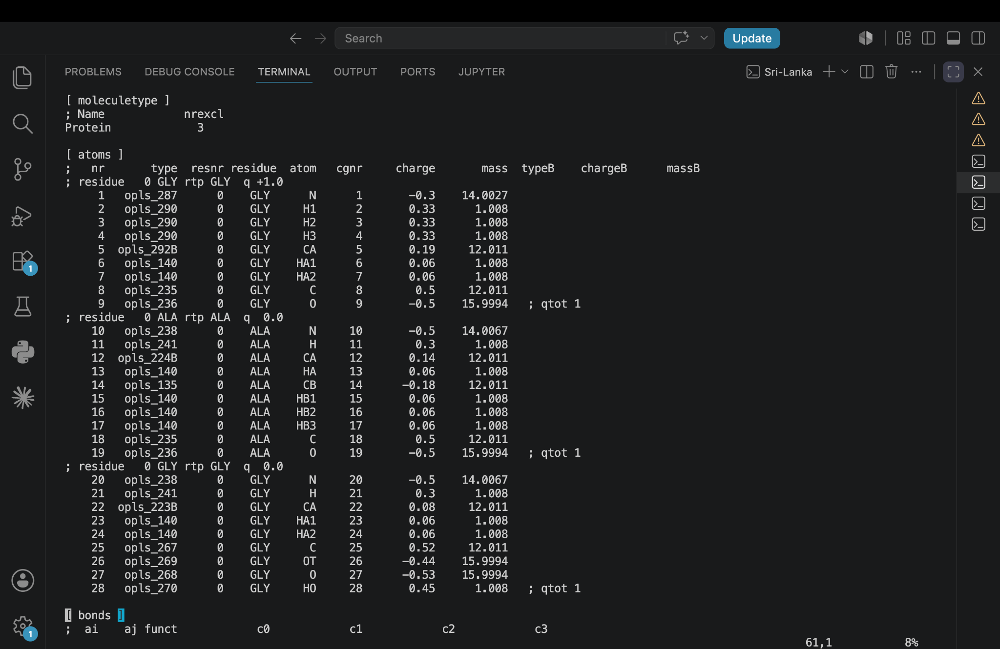 Search
Update
PROBLEMS DEBUG CONSOLE TERMINAL OUTPUT PORTS JUPYTER
Sri-Lanka
[ moleculetype ]
; Name            nrexcl
Protein             3
[ atoms ]
;   nr       type  resnr residue  atom   cgnr     charge       mass  typeB    chargeB      massB
; residue   0 GLY rtp GLY  q +1.0
     1   opls_287      0    GLY      N      1       -0.3    14.0027
     2   opls_290      0    GLY     H1      2       0.33      1.008
     3   opls_290      0    GLY     H2      3       0.33      1.008
     4   opls_290      0    GLY     H3      4       0.33      1.008
     5  opls_292B      0    GLY     CA      5       0.19     12.011
     6   opls_140      0    GLY    HA1      6       0.06      1.008
     7   opls_140      0    GLY    HA2      7       0.06      1.008
     8   opls_235      0    GLY      C      8        0.5     12.011
     9   opls_236      0    GLY      O      9       -0.5    15.9994   ; qtot 1
; residue   0 ALA rtp ALA  q  0.0
    10   opls_238      0    ALA      N     10       -0.5    14.0067
    11   opls_241      0    ALA      H     11        0.3      1.008
    12  opls_224B      0    ALA     CA     12       0.14     12.011
    13   opls_140      0    ALA     HA     13       0.06      1.008
    14   opls_135      0    ALA     CB     14      -0.18     12.011
    15   opls_140      0    ALA    HB1     15       0.06      1.008
    16   opls_140      0    ALA    HB2     16       0.06      1.008
    17   opls_140      0    ALA    HB3     17       0.06      1.008
    18   opls_235      0    ALA      C     18        0.5     12.011
    19   opls_236      0    ALA      O     19       -0.5    15.9994   ; qtot 1
; residue   0 GLY rtp GLY  q  0.0
    20   opls_238      0    GLY      N     20       -0.5    14.0067
    21   opls_241      0    GLY      H     21        0.3      1.008
    22  opls_223B      0    GLY     CA     22       0.08     12.011
    23   opls_140      0    GLY    HA1     23       0.06      1.008
    24   opls_140      0    GLY    HA2     24       0.06      1.008
    25   opls_267      0    GLY      C     25       0.52     12.011
    26   opls_269      0    GLY     OT     26      -0.44    15.9994
    27   opls_268      0    GLY      O     27      -0.53    15.9994
    28   opls_270      0    GLY     HO     28       0.45      1.008   ; qtot 1
[ bonds ]
;  ai    aj funct            c0            c1            c2            c3
61,1           8%
1
1